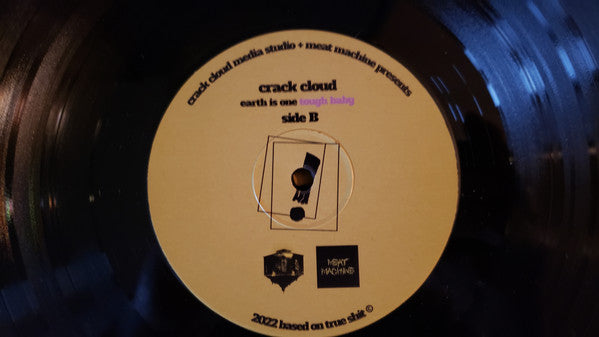 crack cloud media studio + meat machine presents
crack cloud
earth is one tough baby
side B
MEAT
MACHINE
2022 based on true shit ©